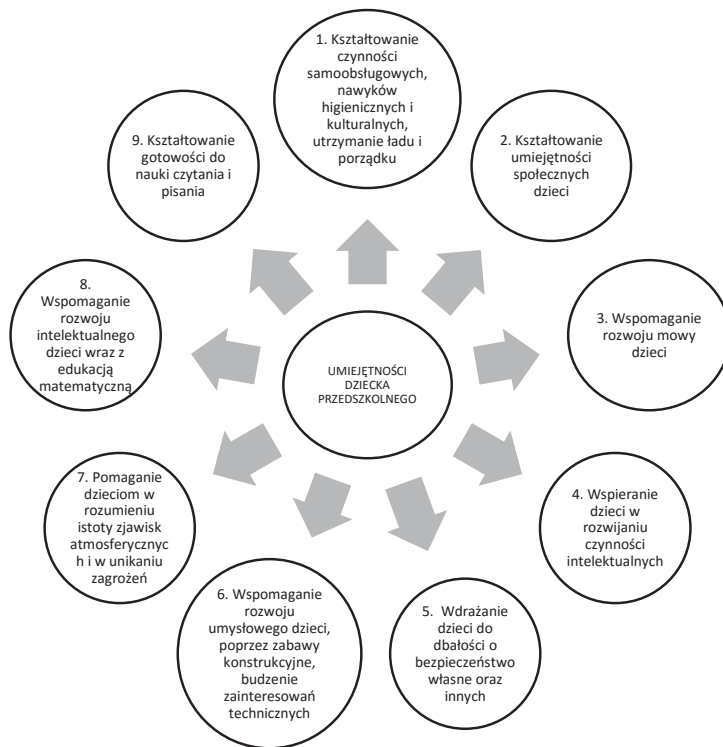 1. Kształtowanie
czynności
samoobsługowych,
nawyków
higienicznych i
kulturalnych,
utrzymanie ładu i
porządku
2. Kształtowanie
umiejętności
społecznych
dzieci
3. Wspomaganie
rozwoju mowy
dzieci
4. Wspieranie
dzieci w
rozwijaniu
czynności
intelektualnych
5. Wdrażanie
dzieci do
dbałości o
bezpieczeństwo
własne oraz
innych
6. Wspomaganie
rozwoju
umysłowego dzieci,
poprzez zabawy
konstrukcyjne,
budzenie
zainteresowań
technicznych
7. Pomaganie
dzieciom w
rozumieniu
istoty zjawisk
atmosferycznyc
h i w unikaniu
zagrożeń
8.
Wspomaganie
rozwoju
intelektualnego
dzieci wraz z
edukacją
matematyczną
9. Kształtowanie
gotowości do
nauki czytania i
pisania
UMIEJĘTNOŚCI
DZIECKA
PRZEDSZKOLNEGO